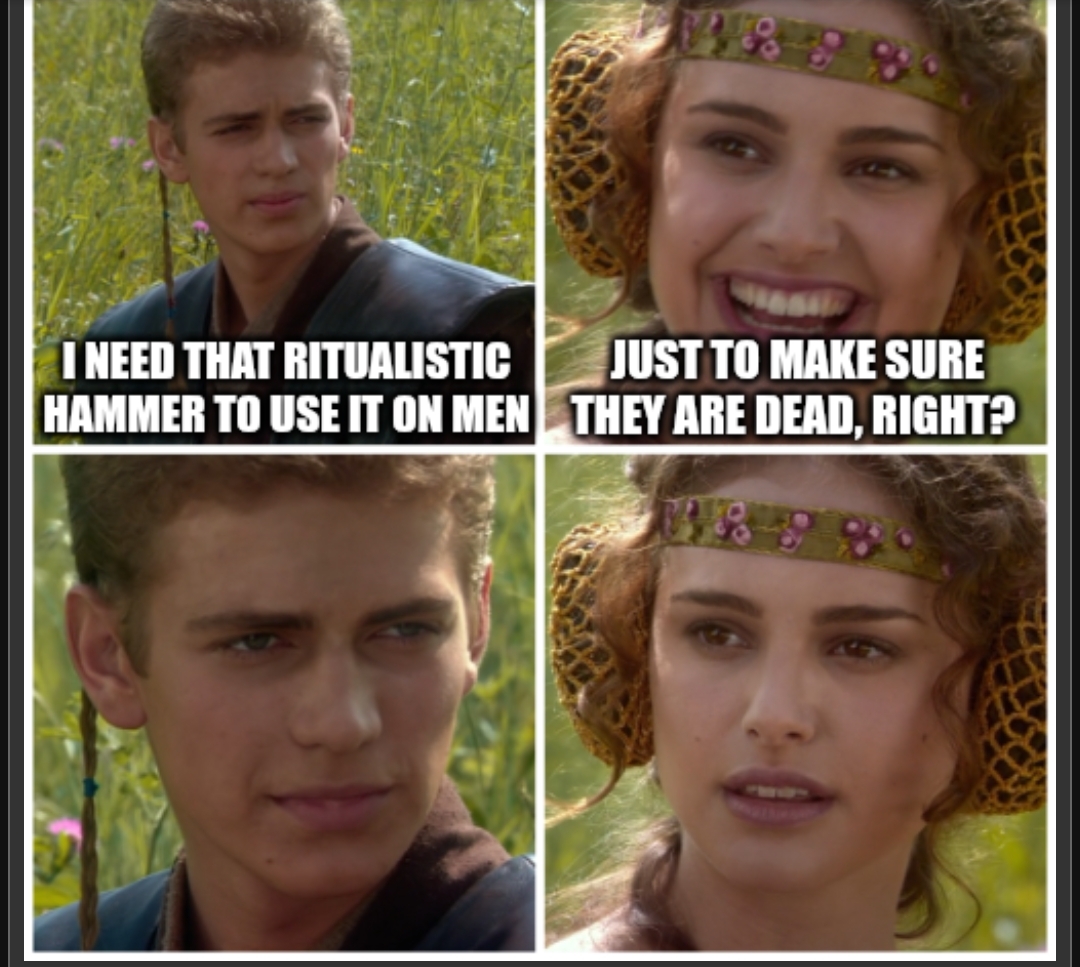 I NEED THAT RITUALISTIC
HAMMER TO USE IT ON MEN
JUST TO MAKE SURE
THEY ARE DEAD, RIGHT?